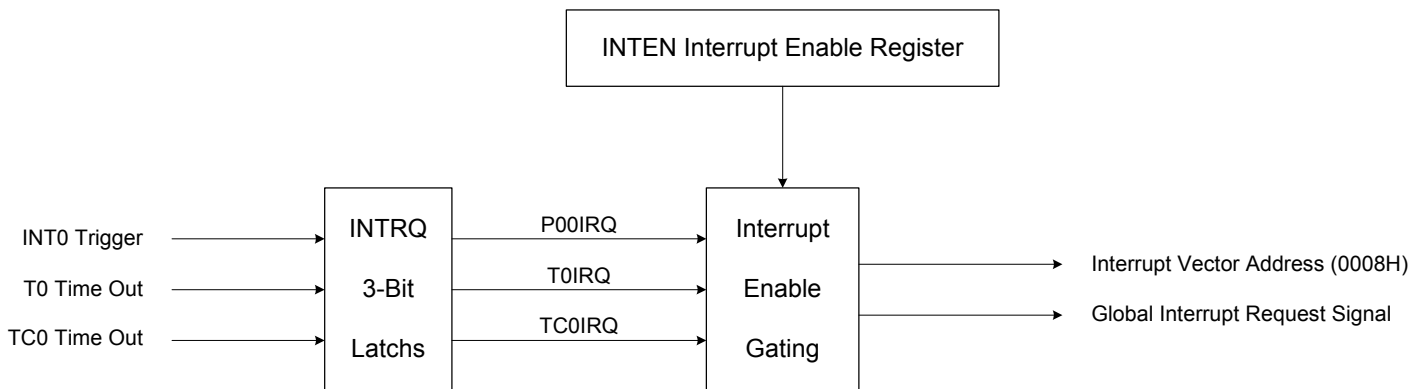 INTEN Interrupt Enable Register
INT0 Trigger
T0 Time Out
TC0 Time Out
INTRQ
3-Bit
Latchs
P00IRQ
T0IRQ
TC0IRQ
Interrupt
Enable
Gating
Interrupt Vector Address (0008H)
Global Interrupt Request Signal